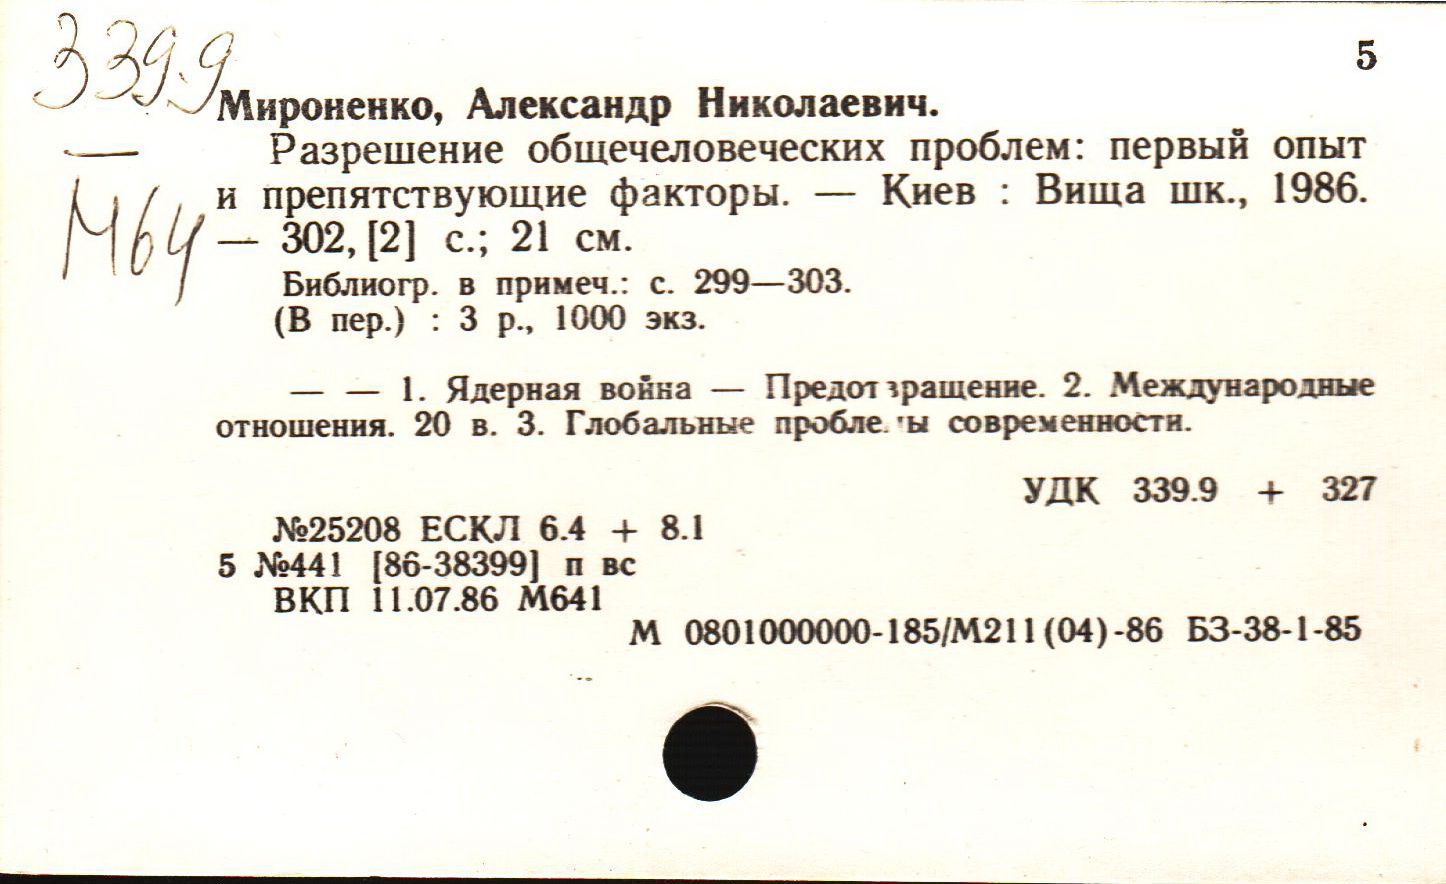 5
339.9
М64
Мироненко, Александр Николаевич.
Разрешение общечеловеческих проблем: первый опыт
и препятствующие факторы. — Киев : Вища шк., 1986.
— 302, [2] с.; 21 см.
Библиогр. в примеч.: с. 299—303.
(В пер.) : 3 р., 1000 экз.
— — 1. Ядерная война — Предотвращение. 2. Международные
отношения. 20 в. 3. Глобальные проблемы современности.
УДК 339.9 + 327
№25208 ЕСКЛ 6.4 + 8.1
5 №441 [86-38399] п вс
ВКП 11.07.86 М641
М 0801000000-185/М211(04)-86 БЗ-38-1-85